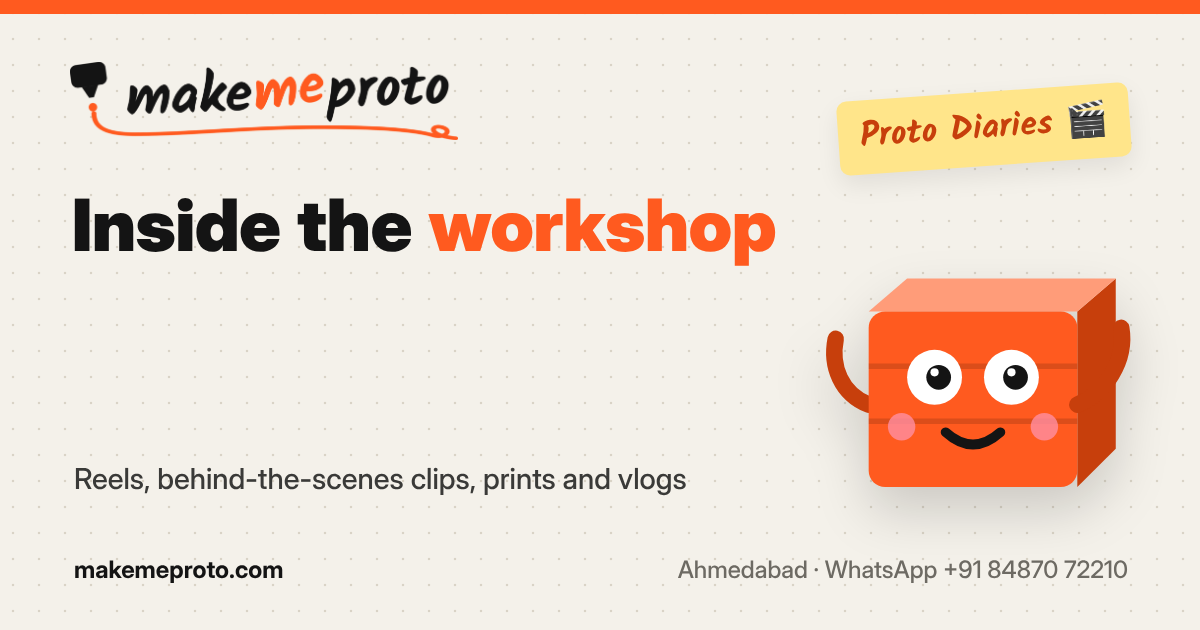 makemeproto
Proto Diaries 🎬
Inside the workshop
Reels, behind-the-scenes clips, prints and vlogs
makemeproto.com
Ahmedabad · WhatsApp +91 84870 72210